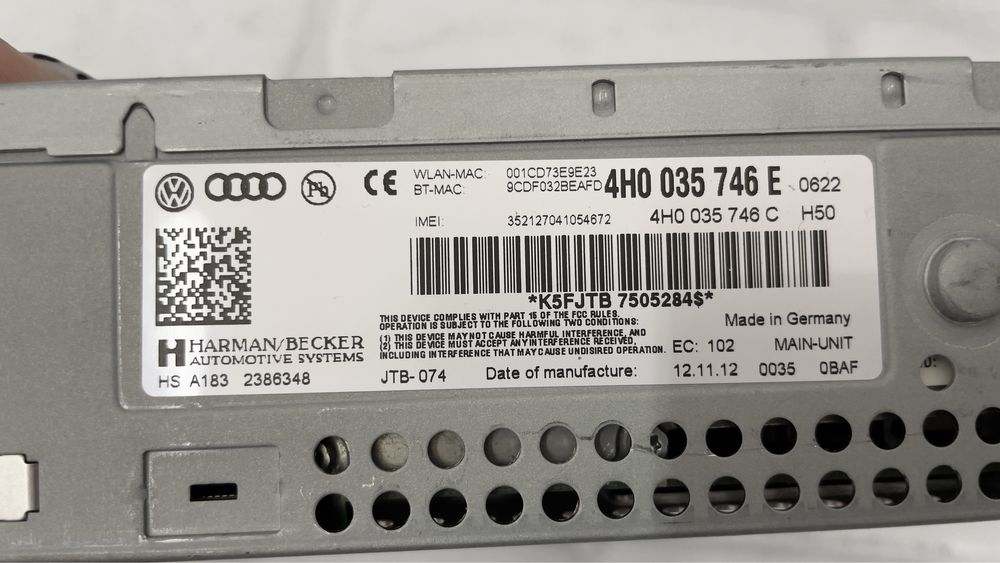 WLAN-MAC: 001CD73E9E23
BT-MAC: 9CDF032BEAFD
4H0 035 746 E 0622
IMEI: 352127041054672
4H0 035 746 C H50
*K5FJTB 7505284$*
THIS DEVICE COMPLIES WITH PART 15 OF THE FCC RULES.
OPERATION IS SUBJECT TO THE FOLLOWING TWO CONDITIONS:
(1) THIS DEVICE MAY NOT CAUSE HARMFUL INTERFERENCE, AND
(2) THIS DEVICE MUST ACCEPT ANY INTERFERENCE RECEIVED,
INCLUDING INTERFERENCE THAT MAY CAUSE UNDISIRED OPERATION.
Made in Germany
EC: 102 MAIN-UNIT
HARMAN/BECKER
AUTOMOTIVE SYSTEMS
HS A183 2386348
JTB-074 Date of manufacture: 12.11.12 0035 0BAF